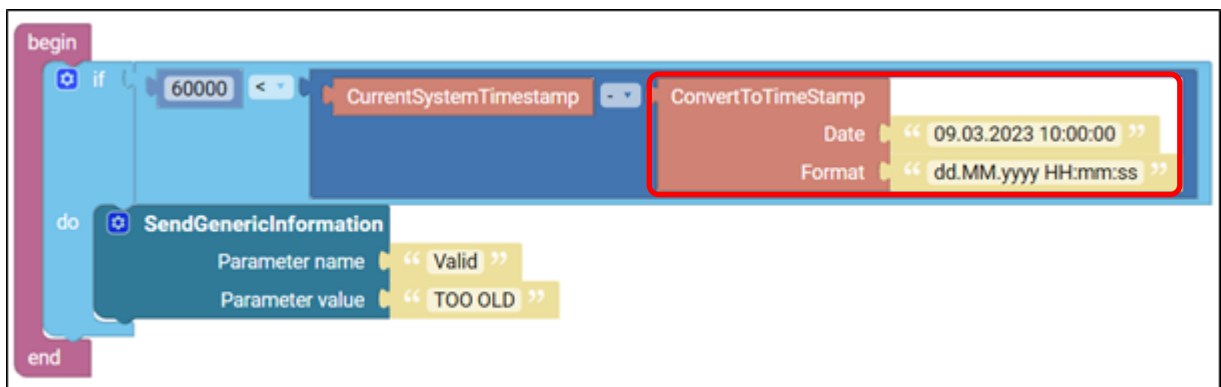 begin
if 60000 < CurrentSystemTimestamp - ConvertToTimeStamp
Date “ 09.03.2023 10:00:00 ”
Format “ dd.MM.yyyy HH:mm:ss ”
do SendGenericInformation
Parameter name “ Valid ”
Parameter value “ TOO OLD ”
end